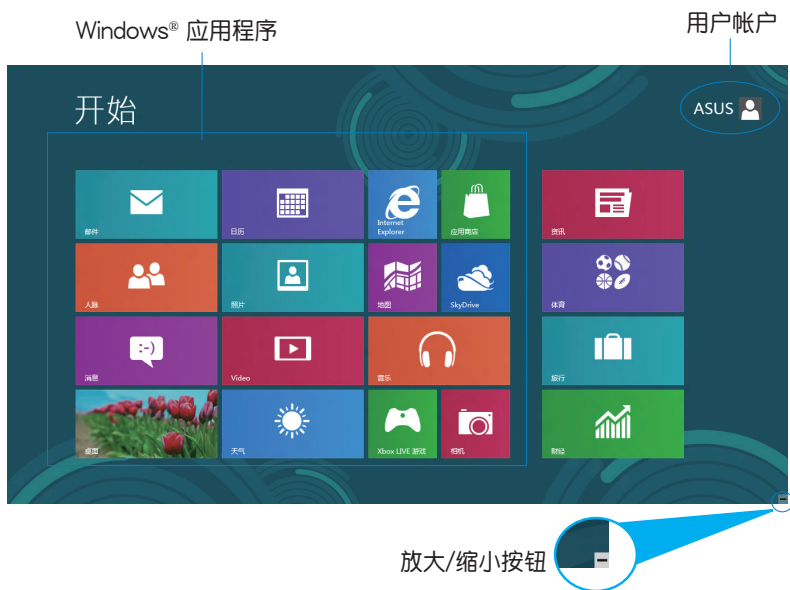 Windows® 应用程序
用户帐户
开始
ASUS
邮件
日历
Internet
Explorer
应用商店
资讯
人脉
照片
地图
SkyDrive
体育
消息
Video
音乐
旅行
桌面
天气
Xbox LIVE 游戏
相机
财经
放大/缩小按钮